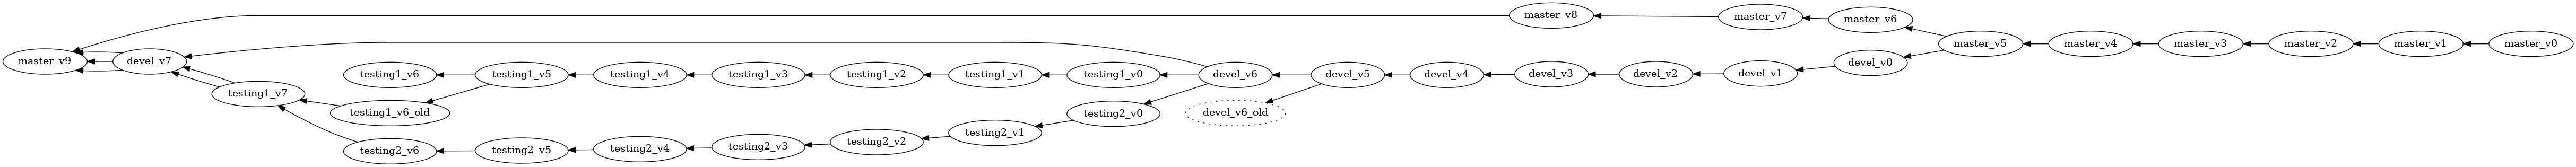 master_v8
master_v7
master_v6
master_v5
master_v4
master_v3
master_v2
master_v1
master_v0
master_v9
devel_v7
testing1_v6
testing1_v5
testing1_v4
testing1_v3
testing1_v2
testing1_v1
testing1_v0
devel_v6
devel_v5
devel_v4
devel_v3
devel_v2
devel_v1
devel_v0
testing1_v7
testing1_v6_old
testing2_v0
devel_v6_old
testing2_v6
testing2_v5
testing2_v4
testing2_v3
testing2_v2
testing2_v1